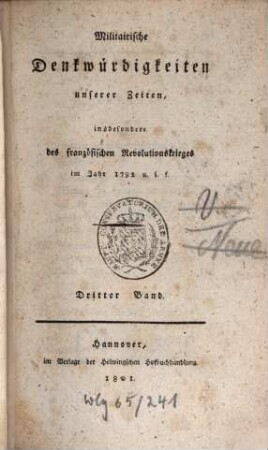 Militairische
Denkwürdigkeiten
unserer Zeiten,
insbesondere
des französischen Revolutionskrieges
im Jahr 1792 u. s. f.
Dritter Band.
Hannover,
im Verlage der Helwingischen Hofbuchhandlung.
1801.